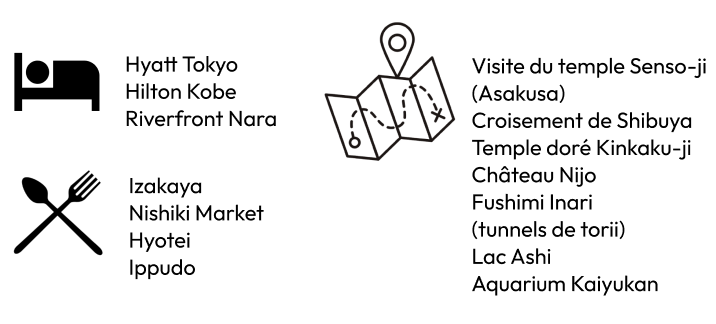 Hyatt Tokyo
Hilton Kobe
Riverfront Nara
Izakaya
Nishiki Market
Hyotei
Ippudo
Visite du temple Senso-ji
(Asakusa)
Croisement de Shibuya
Temple doré Kinkaku-ji
Château Nijo
Fushimi Inari
(tunnels de torii)
Lac Ashi
Aquarium Kaiyukan